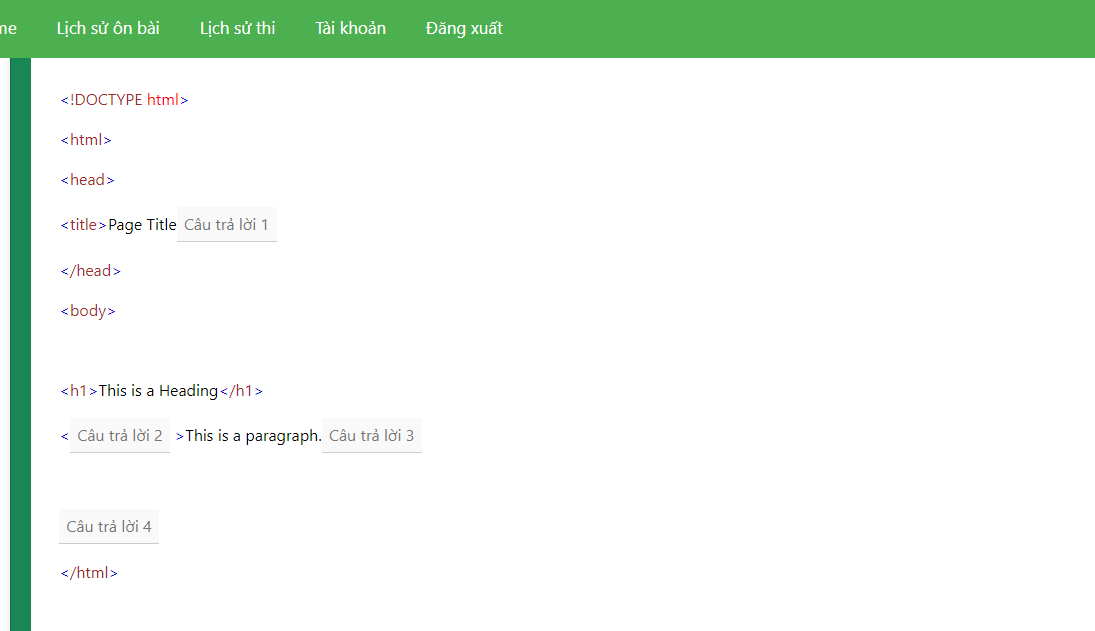 me Lịch sử ôn bài Lịch sử thi Tài khoản Đăng xuất
<!DOCTYPE html>
<html>
<head>
<title>Page Title Câu trả lời 1
</head>
<body>
<h1>This is a Heading</h1>
< Câu trả lời 2 >This is a paragraph. Câu trả lời 3
Câu trả lời 4
</html>